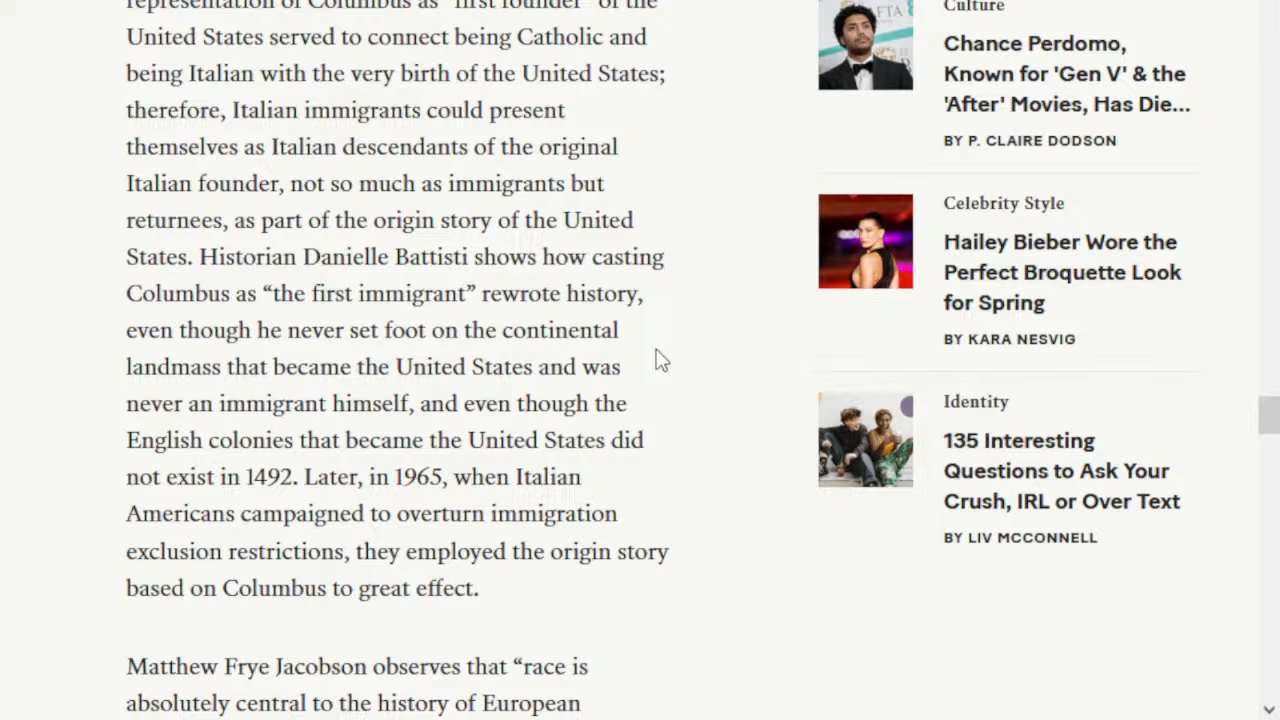 representation of Columbus as “first founder” of the
United States served to connect being Catholic and
being Italian with the very birth of the United States;
therefore, Italian immigrants could present
themselves as Italian descendants of the original
Italian founder, not so much as immigrants but
returnees, as part of the origin story of the United
States. Historian Danielle Battisti shows how casting
Columbus as “the first immigrant” rewrote history,
even though he never set foot on the continental
landmass that became the United States and was
never an immigrant himself, and even though the
English colonies that became the United States did
not exist in 1492. Later, in 1965, when Italian
Americans campaigned to overturn immigration
exclusion restrictions, they employed the origin story
based on Columbus to great effect.
Matthew Frye Jacobson observes that “race is
absolutely central to the history of European
Culture
Chance Perdomo,
Known for 'Gen V' & the
'After' Movies, Has Die...
BY P. CLAIRE DODSON
Celebrity Style
Hailey Bieber Wore the
Perfect Broquette Look
for Spring
BY KARA NESVIG
Identity
135 Interesting
Questions to Ask Your
Crush, IRL or Over Text
BY LIV MCCONNELL